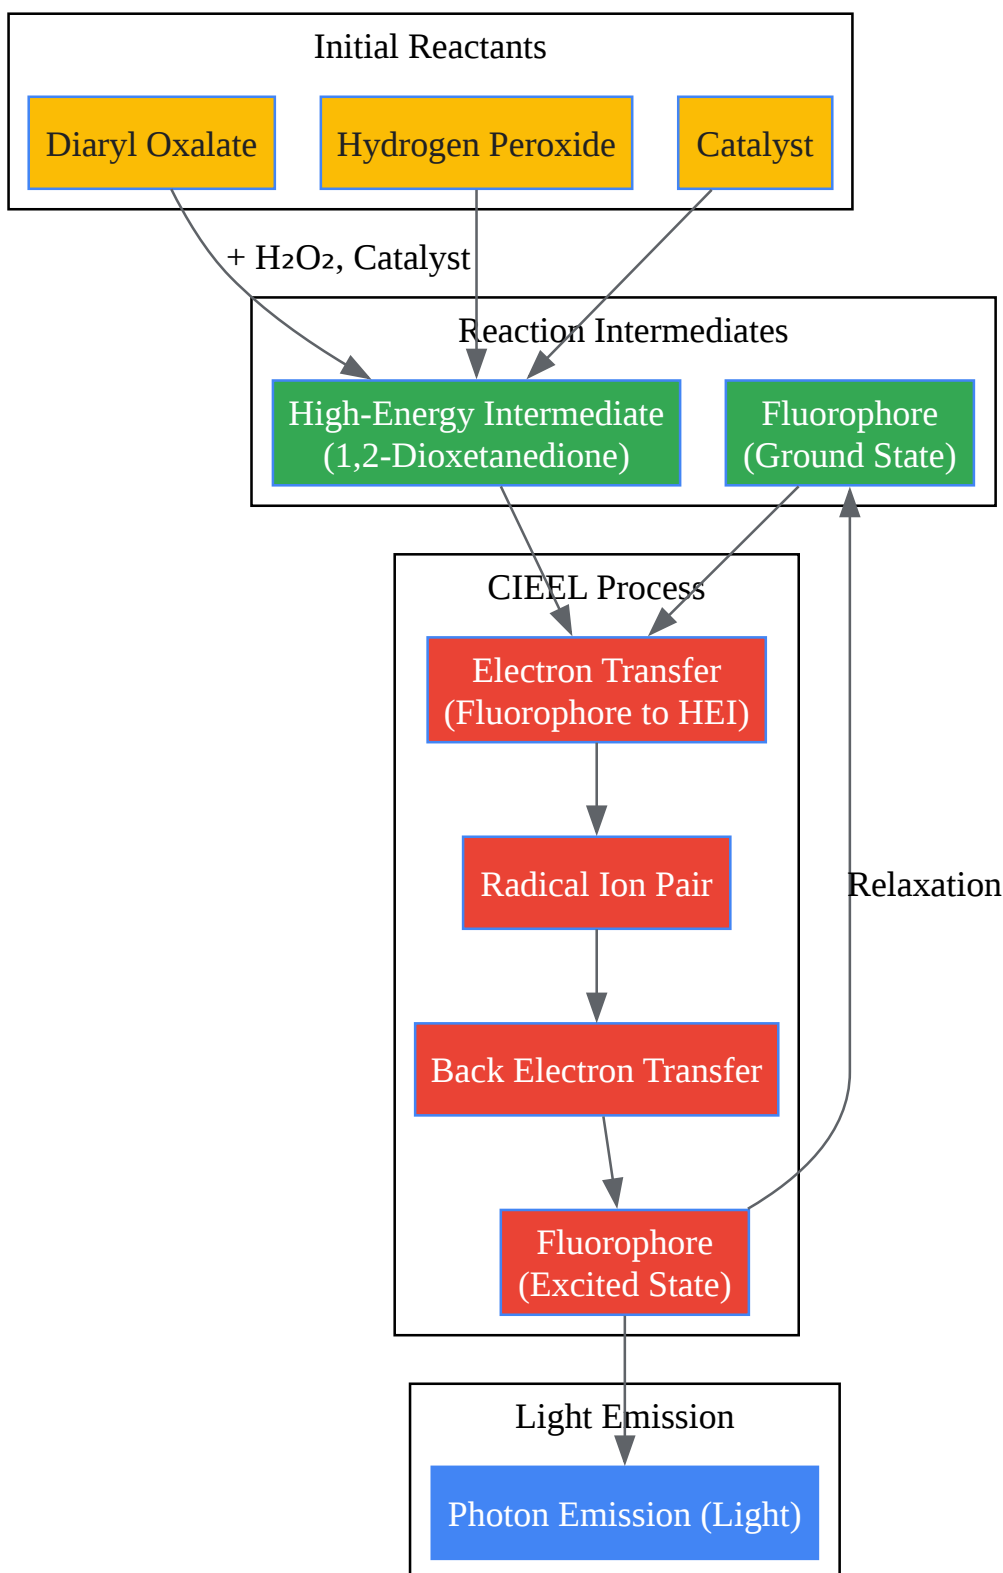 Initial Reactants
Diaryl Oxalate
Hydrogen Peroxide
Catalyst
+ H₂O₂, Catalyst
Reaction Intermediates
High-Energy Intermediate
(1,2-Dioxetanedione)
Fluorophore
(Ground State)
CIEEL Process
Electron Transfer
(Fluorophore to HEI)
Radical Ion Pair
Relaxation
Back Electron Transfer
Fluorophore
(Excited State)
Light Emission
Photon Emission (Light)